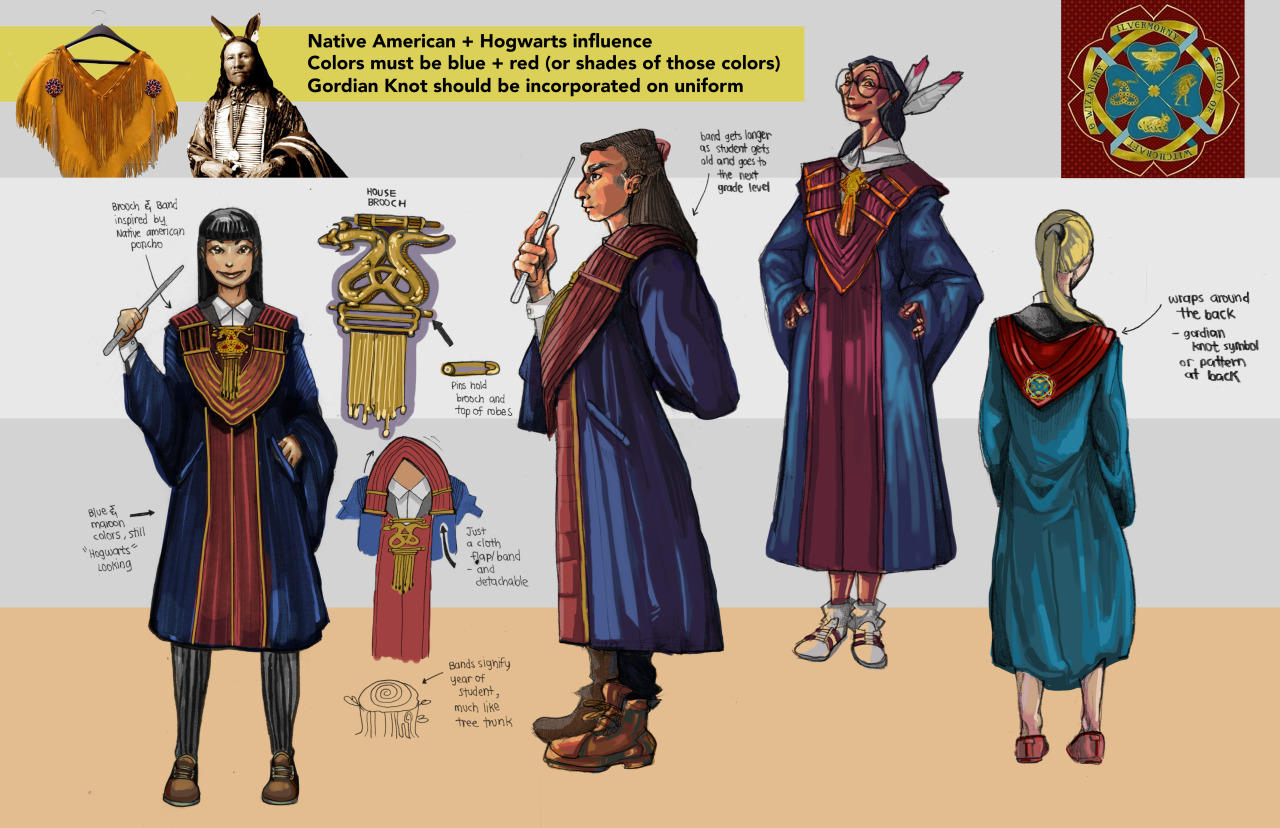 Native American + Hogwarts influence
Colors must be blue + red (or shades of those colors)
Gordian Knot should be incorporated on uniform
ILVERMORNY
SCHOOL OF
WITCHCRAFT
& WIZARDRY
band gets longer
as student gets
old and goes to
the next
grade level
Brooch & Band
inspired by
Native american
poncho
HOUSE
BROOCH
Pins hold
brooch and
top of robes
wraps around
the back
- gordian
knot symbol
or pattern
at back
Blue &
maroon
colors, still
"Hogwarts"
looking
Just
a cloth
flap/band
- and
detachable
Bands signify
year of
student,
much like
tree trunk